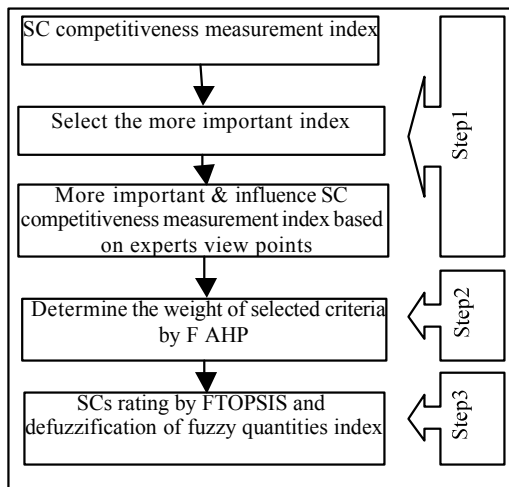 SC competitiveness measurement index
Select the more important index
More important & influence SC
competitiveness measurement index based
on experts view points
Step1
Determine the weight of selected criteria
by F AHP
Step2
SCs rating by FTOPSIS and
defuzzification of fuzzy quantities index
Step3